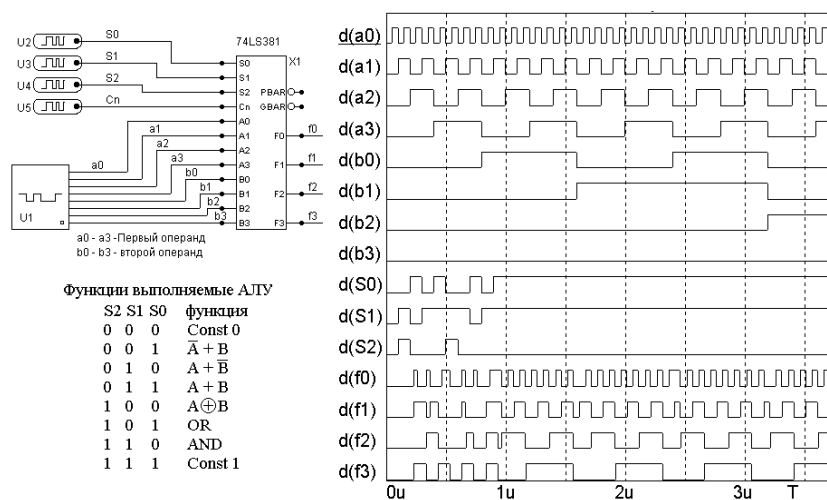 U2
S0
U3
S1
U4
S2
U5
Cn
74LS381
X1
S0
S1
S2
Cn
A0
A1
A2
A3
B0
B1
B2
B3
PBAR
GBAR
F0
F1
F2
F3
f0
f1
f2
f3
a0
a1
a2
a3
b0
b1
b2
b3
U1
a0 - a3 -Первый операнд
b0 - b3 - второй операнд
Функции выполняемые АЛУ
S2 S1 S0 функция
0 0 0 Const 0
0 0 1 A̅ + B
0 1 0 A + B̅
0 1 1 A + B
1 0 0 A⊕B
1 0 1 OR
1 1 0 AND
1 1 1 Const 1
d(a0)
d(a1)
d(a2)
d(a3)
d(b0)
d(b1)
d(b2)
d(b3)
d(S0)
d(S1)
d(S2)
d(f0)
d(f1)
d(f2)
d(f3)
0u 1u 2u 3u T